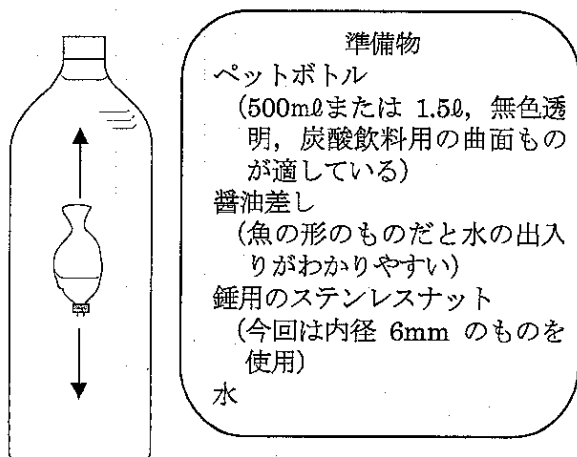 準備物
ペットボトル
(500mℓまたは 1.5ℓ, 無色透
明, 炭酸飲料用の曲面もの
が適している)
醤油差し
(魚の形のものだと水の出入
りがわかりやすい)
錘用のステンレスナット
(今回は内径 6mm のものを
使用)
水